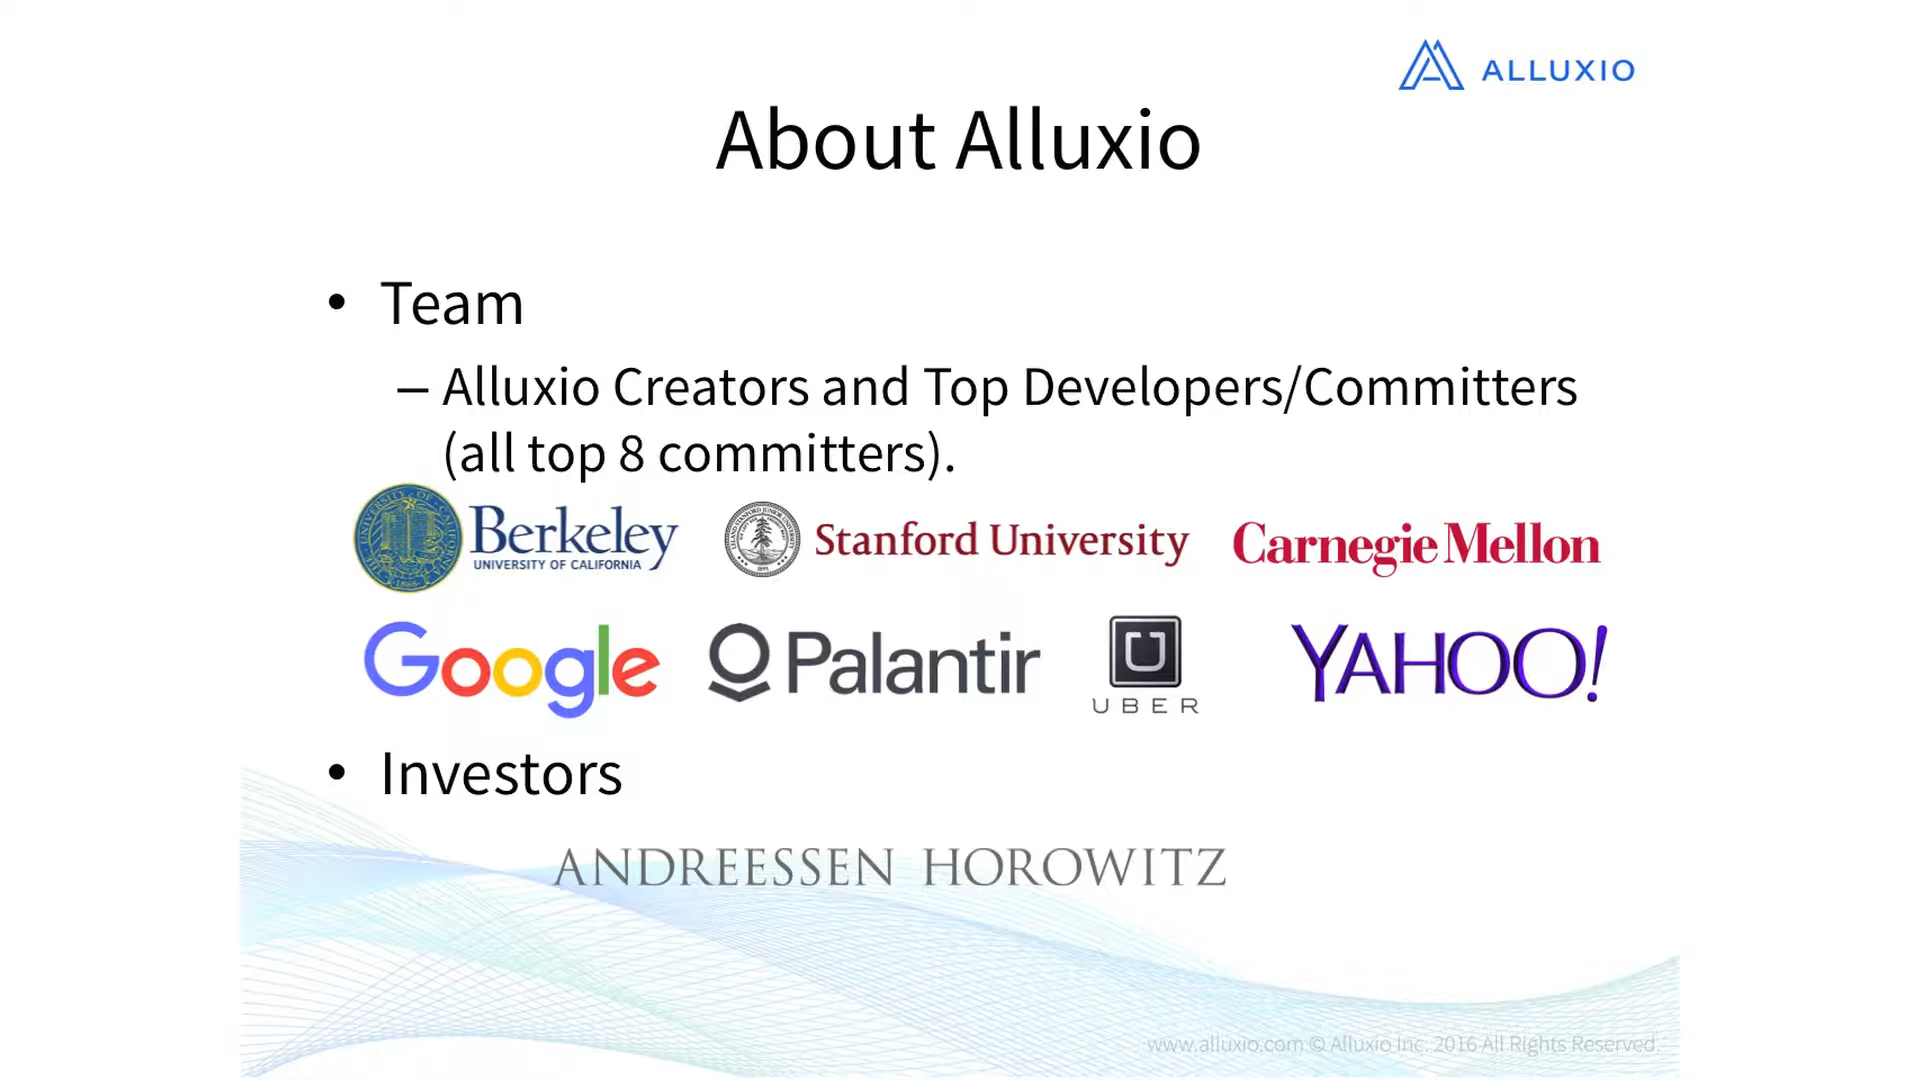 ALLUXIO
About Alluxio
• Team
– Alluxio Creators and Top Developers/Committers
(all top 8 committers).
Berkeley
UNIVERSITY OF CALIFORNIA
Stanford University
Carnegie Mellon
Google
Palantir
UBER
YAHOO!
• Investors
ANDREESSEN HOROWITZ
www.alluxio.com © Alluxio Inc. 2016 All Rights Reserved.